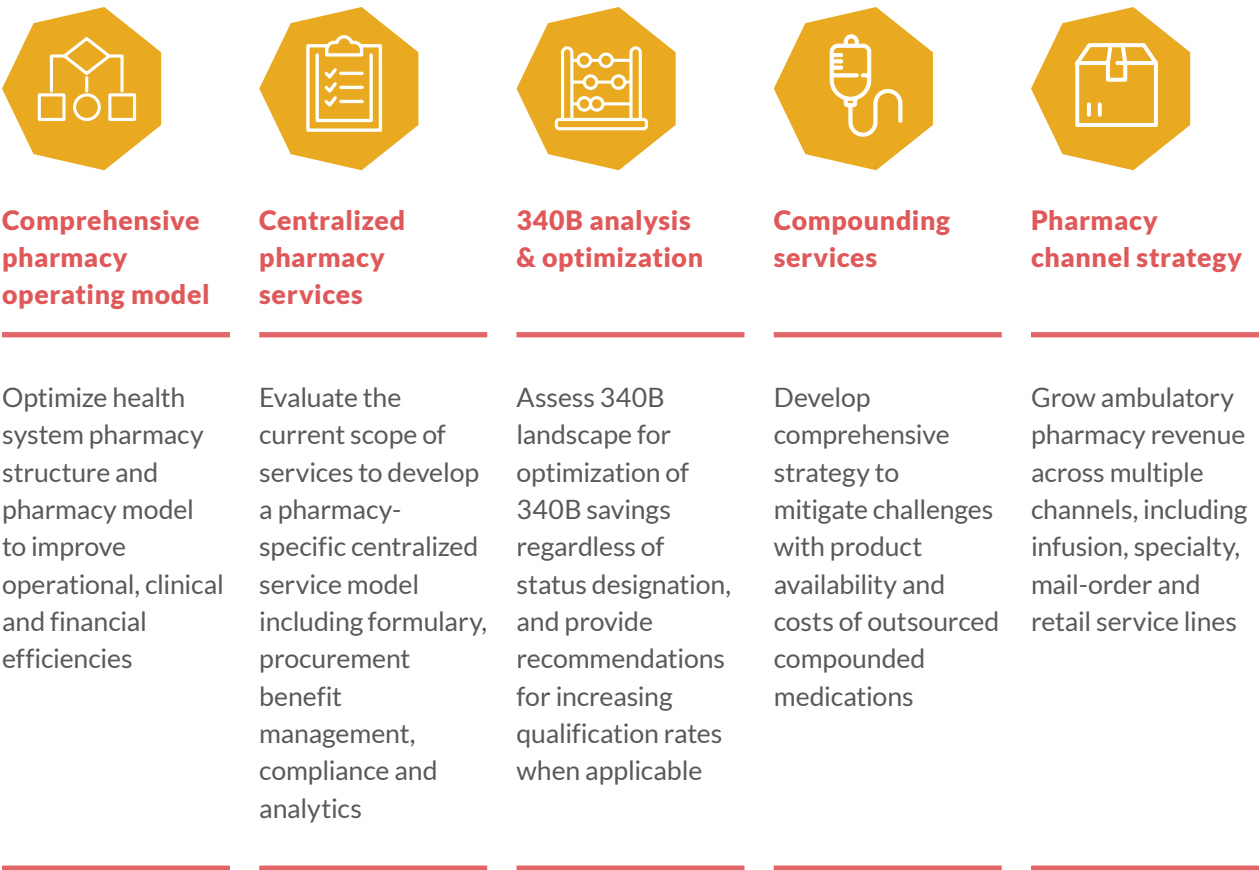 Comprehensive
pharmacy
operating model
Optimize health
system pharmacy
structure and
pharmacy model
to improve
operational, clinical
and financial
efficiencies
Centralized
pharmacy
services
Evaluate the
current scope of
services to develop
a pharmacy-
specific centralized
service model
including formulary,
procurement
benefit
management,
compliance and
analytics
340B analysis
& optimization
Assess 340B
landscape for
optimization of
340B savings
regardless of
status designation,
and provide
recommendations
for increasing
qualification rates
when applicable
Compounding
services
Develop
comprehensive
strategy to
mitigate challenges
with product
availability and
costs of outsourced
compounded
medications
Pharmacy
channel strategy
Grow ambulatory
pharmacy revenue
across multiple
channels, including
infusion, specialty,
mail-order and
retail service lines